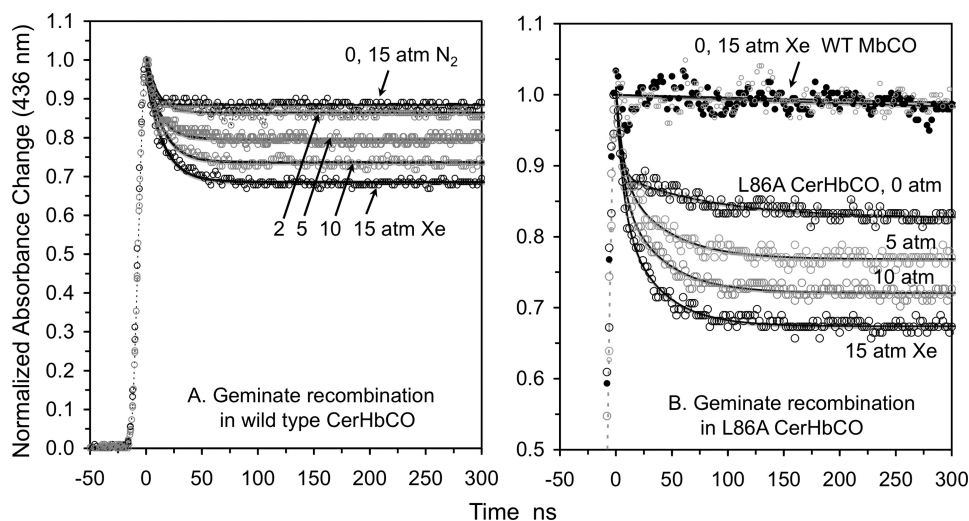 Normalized Absorbance Change (436 nm)
1.1
1.0
0.9
0.8
0.7
0.6
0.5
0.4
0.3
0.2
0.1
0.0
-50 0 50 100 150 200 250 300
0, 15 atm N2
2 5 10 15 atm Xe
A. Geminate recombination
in wild type CerHbCO
1.1
1.0
0.9
0.8
0.7
0.6
0.5
-50 0 50 100 150 200 250 300
0, 15 atm Xe WT MbCO
L86A CerHbCO, 0 atm
5 atm
10 atm
15 atm Xe
B. Geminate recombination
in L86A CerHbCO
Time ns